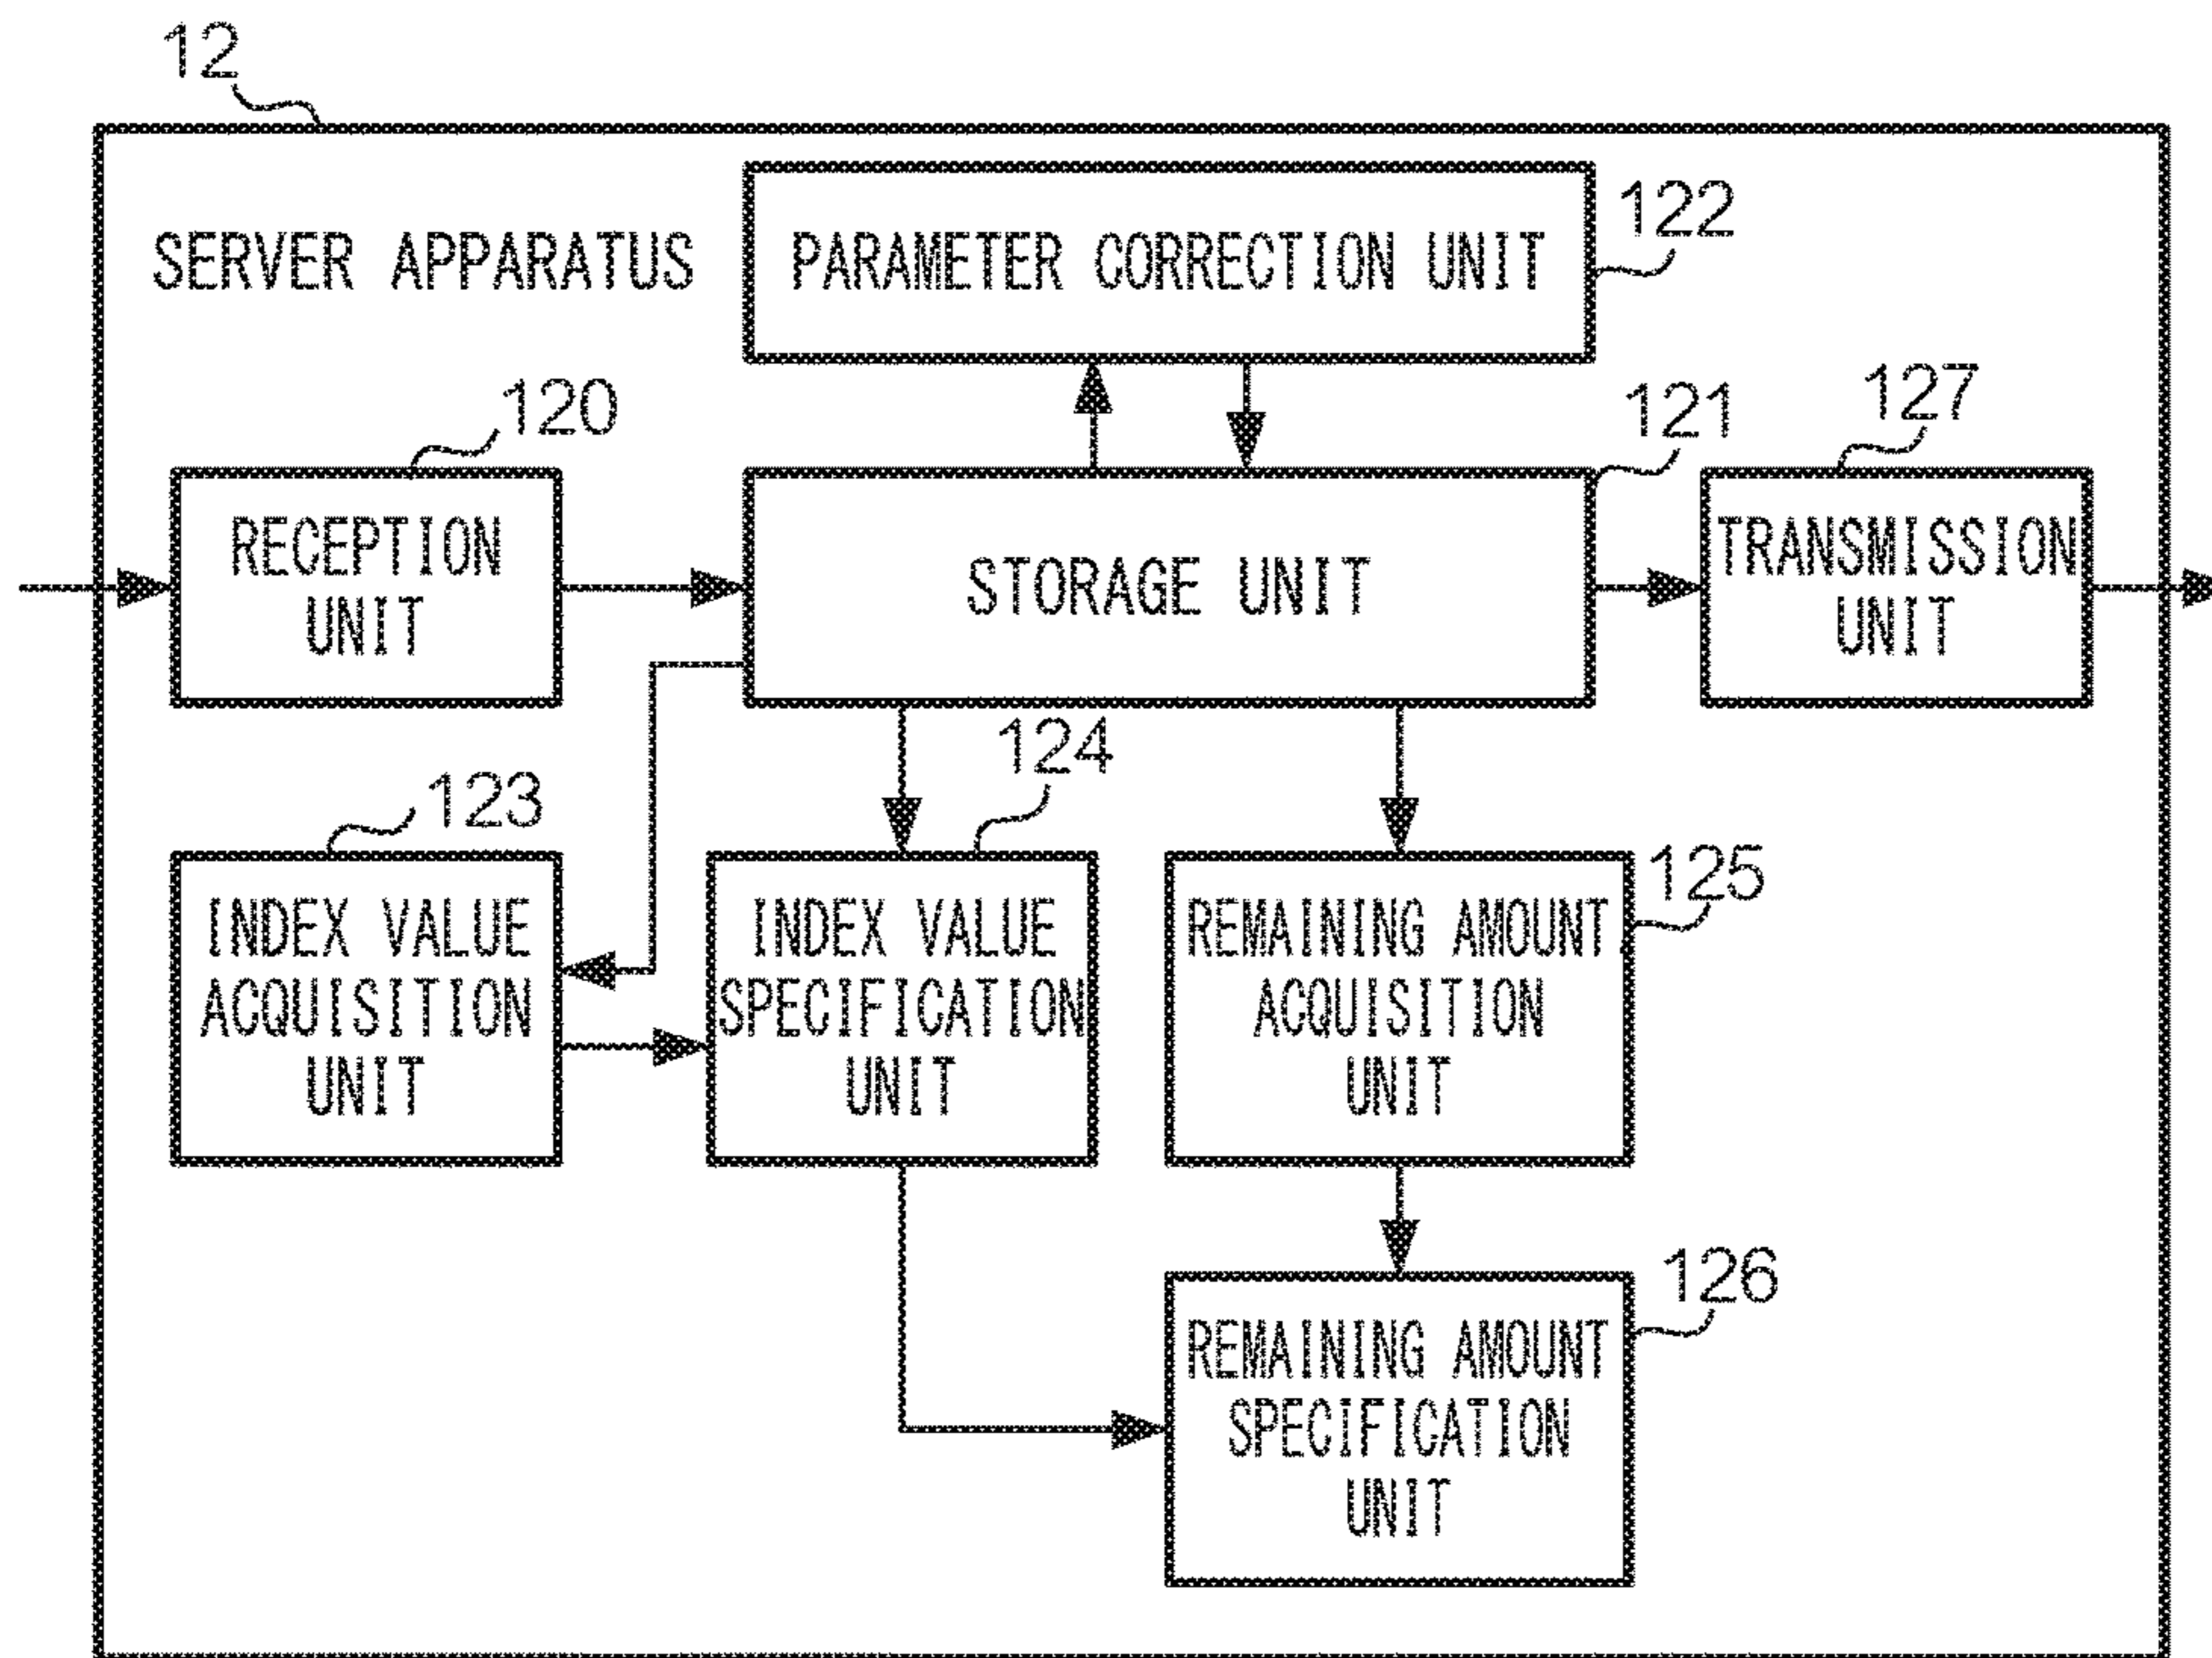 12
SERVER APPARATUS
PARAMETER CORRECTION UNIT
122
120
121
127
RECEPTION
UNIT
STORAGE UNIT
TRANSMISSION
UNIT
123
124
125
INDEX VALUE
ACQUISITION
UNIT
INDEX VALUE
SPECIFICATION
UNIT
REMAINING AMOUNT
ACQUISITION
UNIT
126
REMAINING AMOUNT
SPECIFICATION
UNIT